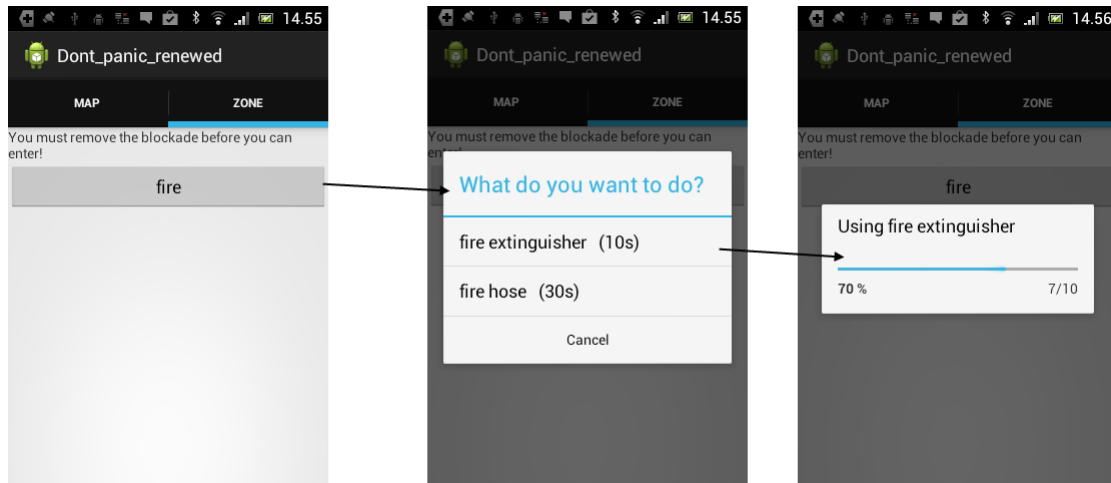 14.55
Dont_panic_renewed
MAP ZONE
You must remove the blockade before you can
enter!
fire
14.55
Dont_panic_renewed
MAP ZONE
You must remove the blockade before you can
What do you want to do?
fire extinguisher (10s)
fire hose (30s)
Cancel
14.56
Dont_panic_renewed
MAP ZONE
You must remove the blockade before you can
enter!
fire
Using fire extinguisher
70 % 7/10